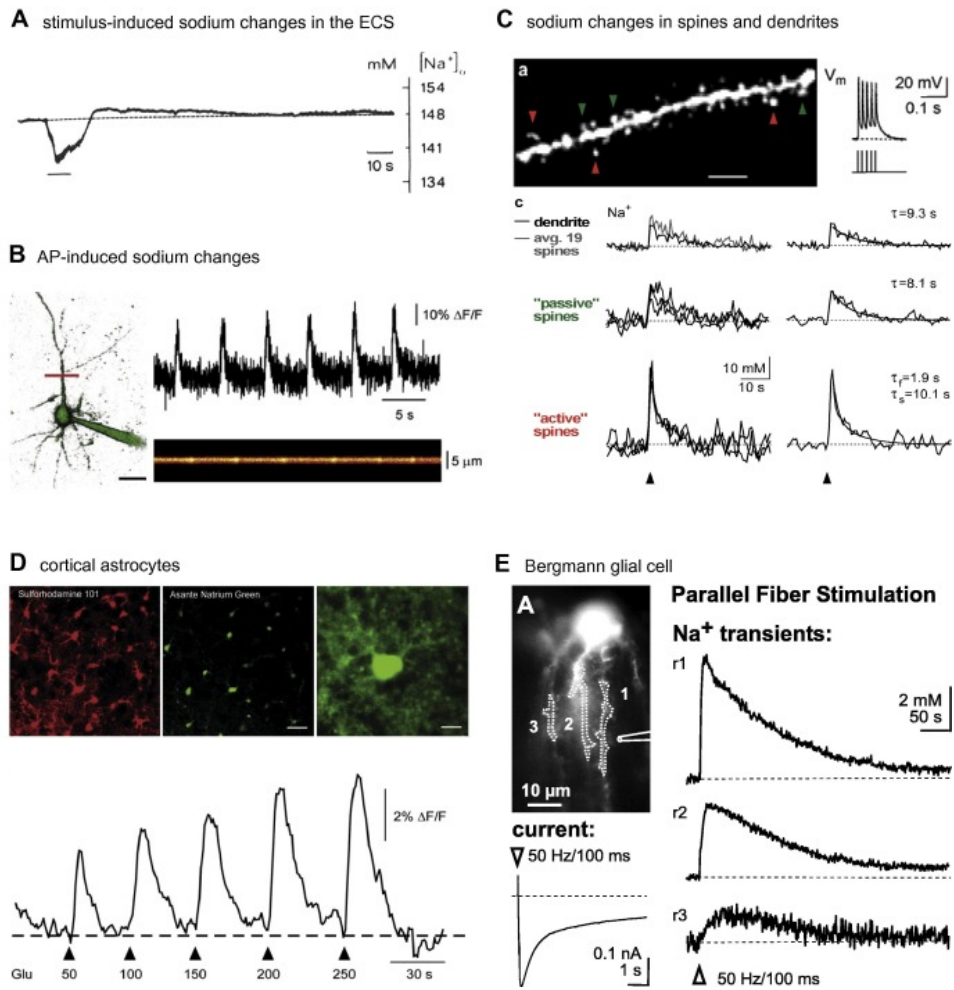 A stimulus-induced sodium changes in the ECS
mM [Na⁺]ₒ
154
148
141
134
10 s
B AP-induced sodium changes
10% ΔF/F
5 s
5 μm
C sodium changes in spines and dendrites
a
Vm
20 mV
0.1 s
c
dendrite
avg. 19
spines
Na⁺
τ=9.3 s
"passive"
spines
τ=8.1 s
"active"
spines
10 mM
10 s
τf=1.9 s
τs=10.1 s
D cortical astrocytes
Sulforhodamine 101
Asante Natrium Green
2% ΔF/F
Glu 50 100 150 200 250
30 s
E Bergmann glial cell
A
1
2
3
10 μm
current:
50 Hz/100 ms
0.1 nA
1 s
Parallel Fiber Stimulation
Na⁺ transients:
r1
2 mM
50 s
r2
r3
50 Hz/100 ms